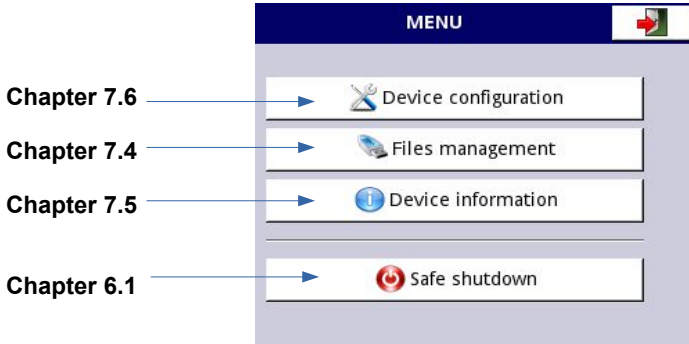 MENU
Chapter 7.6 Device configuration
Chapter 7.4 Files management
Chapter 7.5 Device information
Chapter 6.1 Safe shutdown